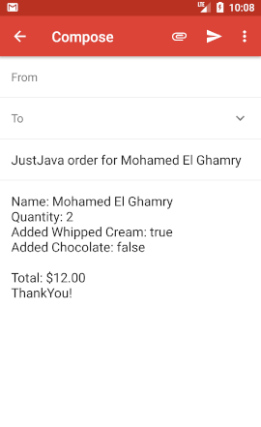 LTE 10:08
Compose
From
To
JustJava order for Mohamed El Ghamry
Name: Mohamed El Ghamry
Quantity: 2
Added Whipped Cream: true
Added Chocolate: false
Total: $12.00
ThankYou!